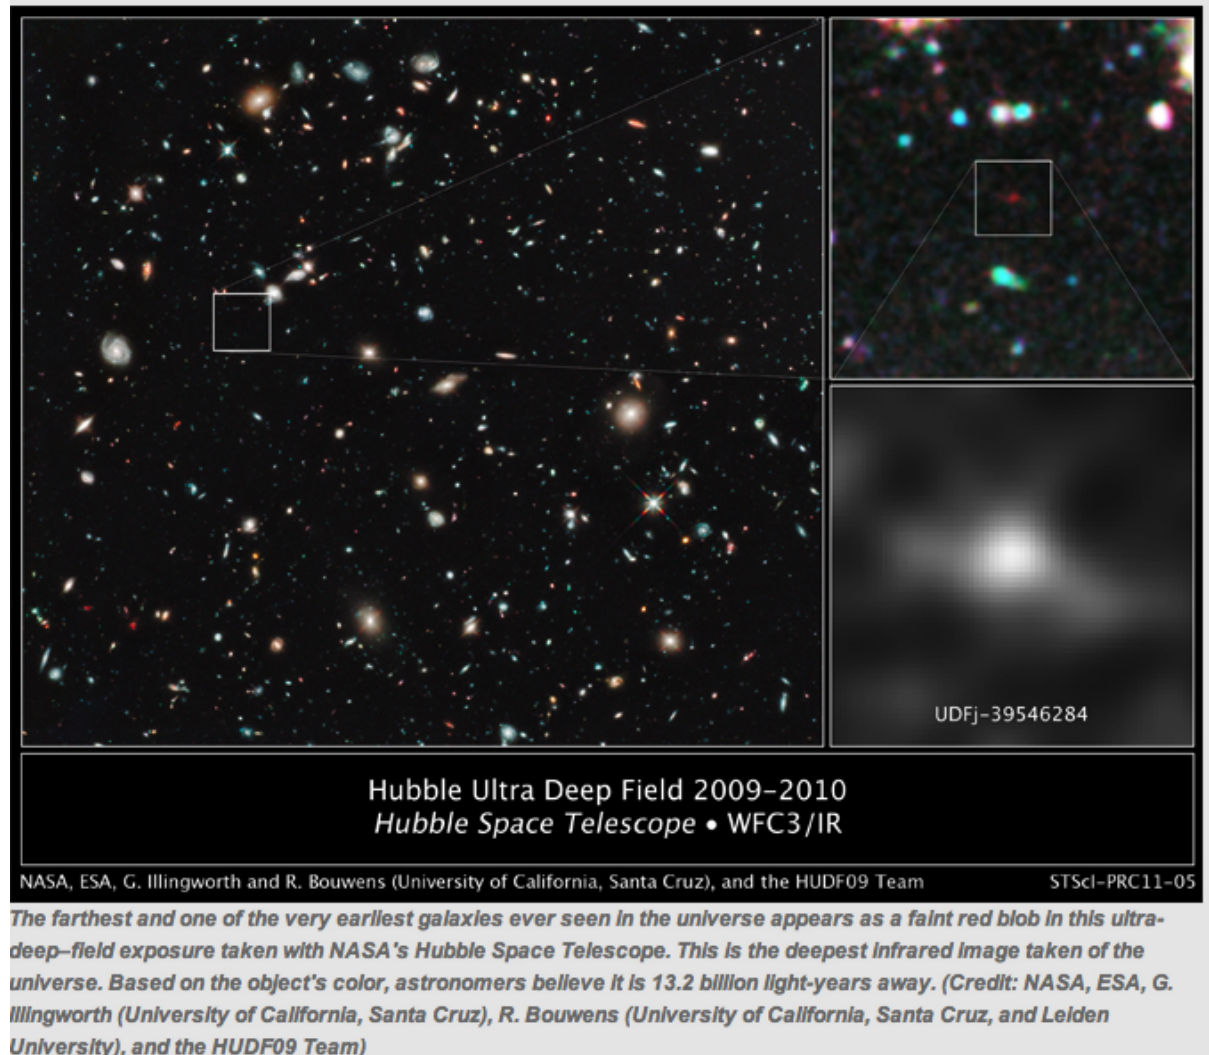 UDFj-39546284
Hubble Ultra Deep Field 2009–2010
Hubble Space Telescope • WFC3/IR
NASA, ESA, G. Illingworth and R. Bouwens (University of California, Santa Cruz), and the HUDF09 Team STScI-PRC11-05
The farthest and one of the very earliest galaxies ever seen in the universe appears as a faint red blob in this ultra-
deep–field exposure taken with NASA's Hubble Space Telescope. This is the deepest infrared image taken of the
universe. Based on the object's color, astronomers believe it is 13.2 billion light-years away. (Credit: NASA, ESA, G.
Illingworth (University of California, Santa Cruz), R. Bouwens (University of California, Santa Cruz, and Leiden
University), and the HUDF09 Team)